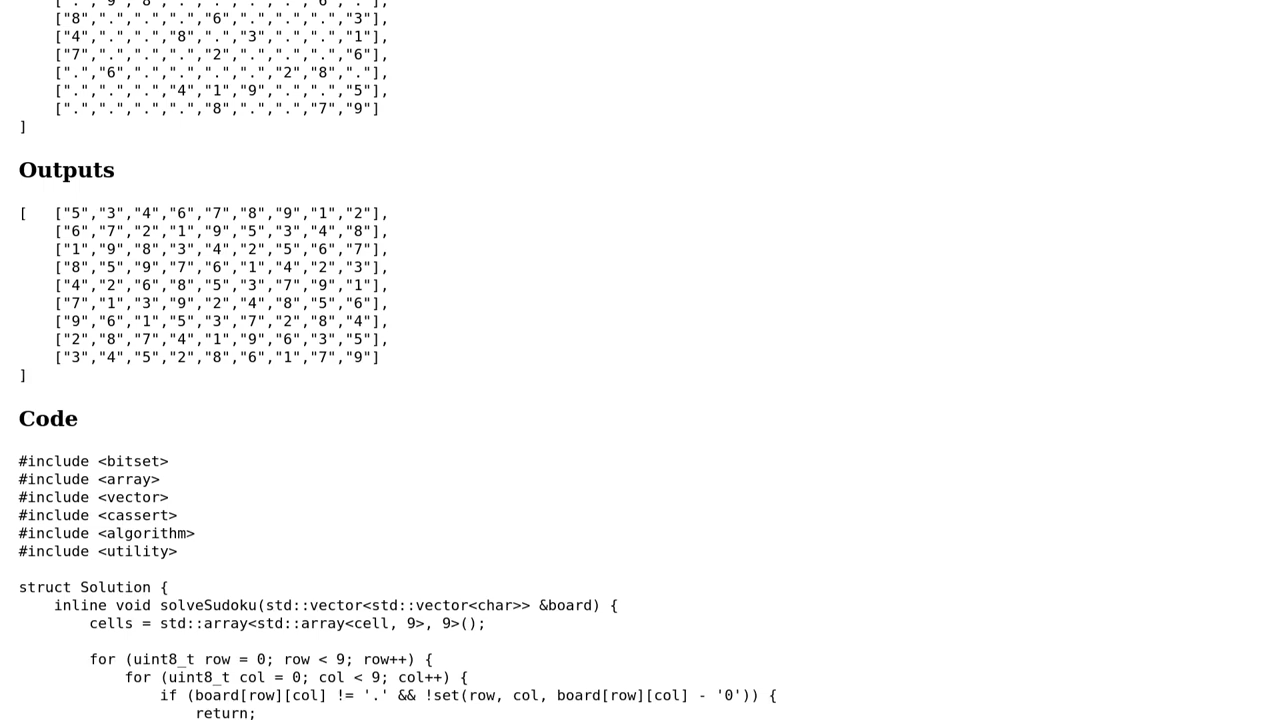 [".","9","8",".",".",".",".","6","."],
["8",".",".",".","6",".",".",".","3"],
["4",".",".","8",".","3",".",".","1"],
["7",".",".",".","2",".",".",".","6"],
[".","6",".",".",".",".","2","8","."],
[".",".",".","4","1","9",".",".","5"],
[".",".",".",".","8",".",".","7","9"]
]
Outputs
[   ["5","3","4","6","7","8","9","1","2"],
["6","7","2","1","9","5","3","4","8"],
["1","9","8","3","4","2","5","6","7"],
["8","5","9","7","6","1","4","2","3"],
["4","2","6","8","5","3","7","9","1"],
["7","1","3","9","2","4","8","5","6"],
["9","6","1","5","3","7","2","8","4"],
["2","8","7","4","1","9","6","3","5"],
["3","4","5","2","8","6","1","7","9"]
]
Code
#include <bitset>
#include <array>
#include <vector>
#include <cassert>
#include <algorithm>
#include <utility>
struct Solution {
inline void solveSudoku(std::vector<std::vector<char>> &board) {
cells = std::array<std::array<cell, 9>, 9>();
for (uint8_t row = 0; row < 9; row++) {
for (uint8_t col = 0; col < 9; col++) {
if (board[row][col] != '.' && !set(row, col, board[row][col] - '0')) {
return;